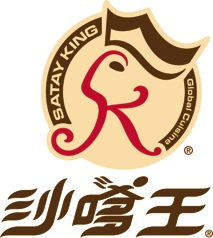 SATAY KING
Global Cuisine
®
沙嗲王®